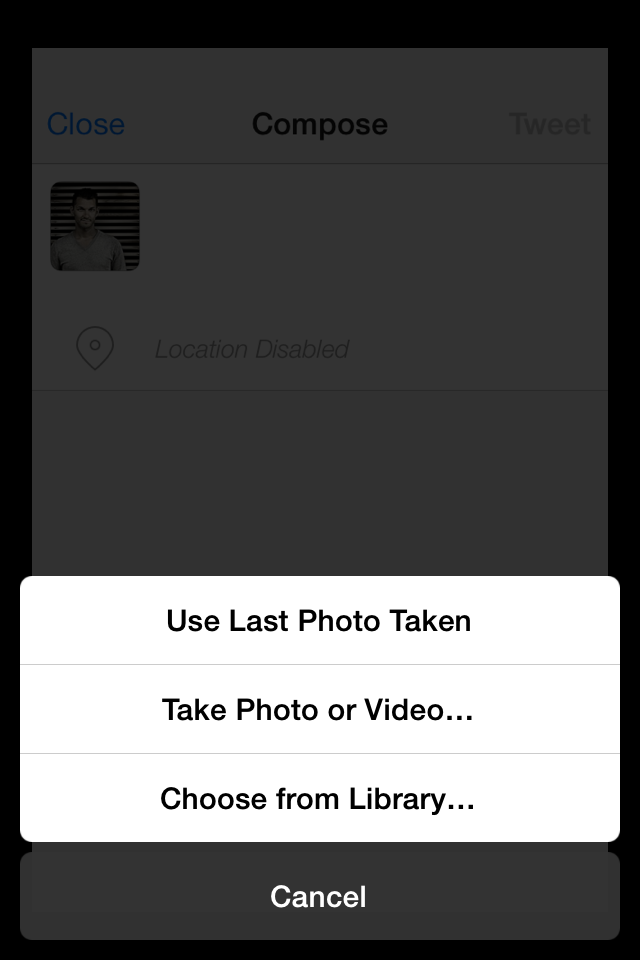 Close Compose Tweet
Location Disabled
Use Last Photo Taken
Take Photo or Video...
Choose from Library...
Cancel